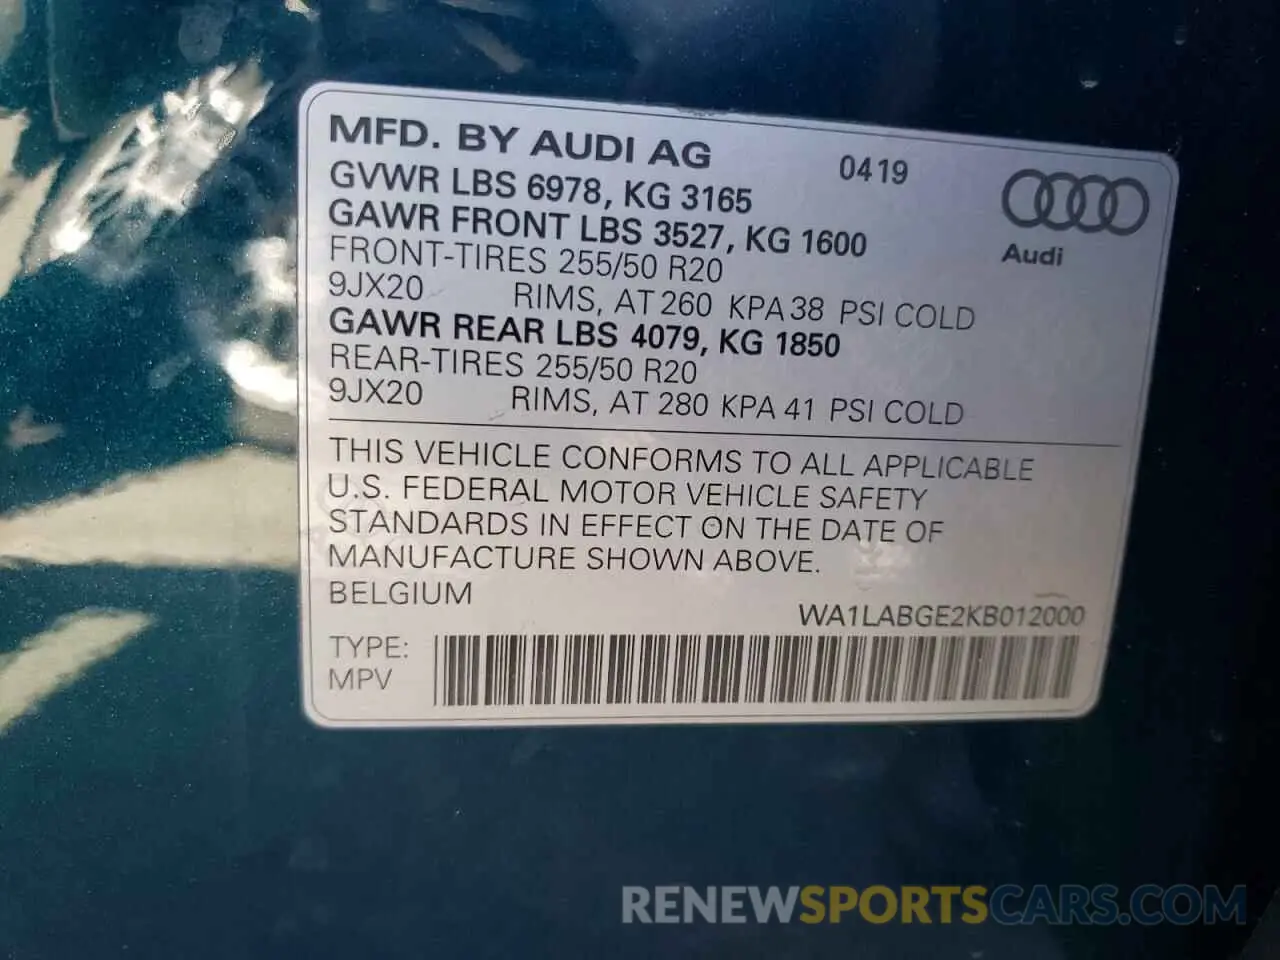 MFD. BY AUDI AG 0419
GVWR LBS 6978, KG 3165
GAWR FRONT LBS 3527, KG 1600
FRONT-TIRES 255/50 R20
9JX20 RIMS, AT 260 KPA 38 PSI COLD
GAWR REAR LBS 4079, KG 1850
REAR-TIRES 255/50 R20
9JX20 RIMS, AT 280 KPA 41 PSI COLD
Audi
THIS VEHICLE CONFORMS TO ALL APPLICABLE
U.S. FEDERAL MOTOR VEHICLE SAFETY
STANDARDS IN EFFECT ON THE DATE OF
MANUFACTURE SHOWN ABOVE.
BELGIUM
WA1LABGE2KB012000
TYPE:
MPV
RENEWSPORTSCARS.COM